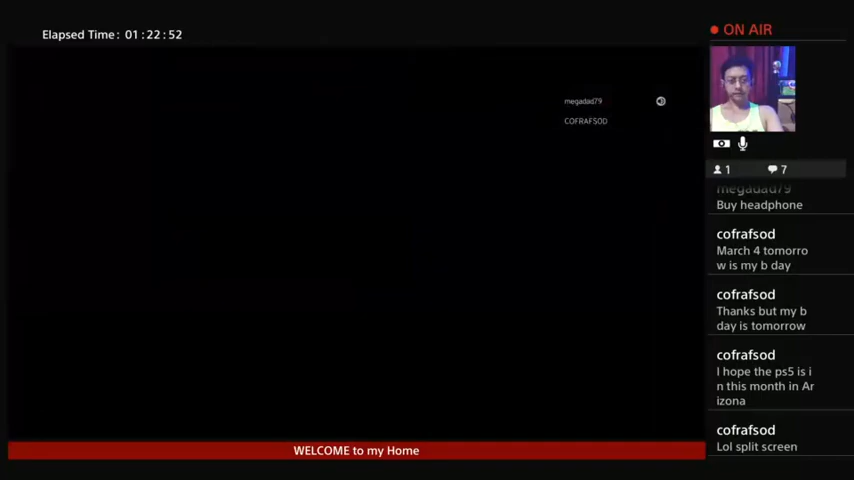 Elapsed Time: 01:22:52
ON AIR
megadad79
COFRAFSOD
1
7
megadad79
Buy headphone
cofrafsod
March 4 tomorro
w is my b day
cofrafsod
Thanks but my b
day is tomorrow
cofrafsod
I hope the ps5 is i
n this month in Ar
izona
cofrafsod
Lol split screen
WELCOME to my Home